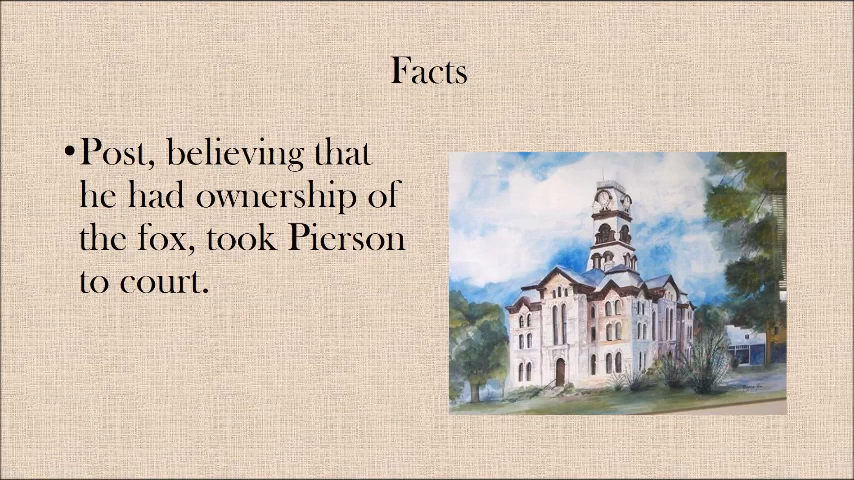 Facts
•Post, believing that
he had ownership of
the fox, took Pierson
to court.